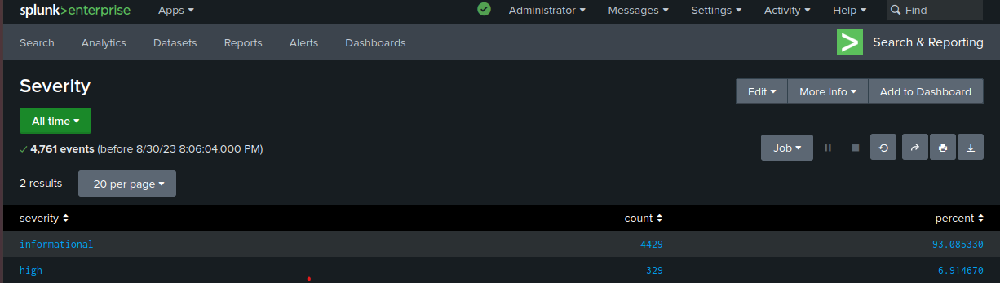 splunk>enterprise Apps Administrator Messages Settings Activity Help Find
Search Analytics Datasets Reports Alerts Dashboards Search & Reporting
Severity
Edit More Info Add to Dashboard
All time
4,761 events (before 8/30/23 8:06:04.000 PM)
Job
2 results 20 per page
severity count percent
informational 4429 93.085330
high 329 6.914670